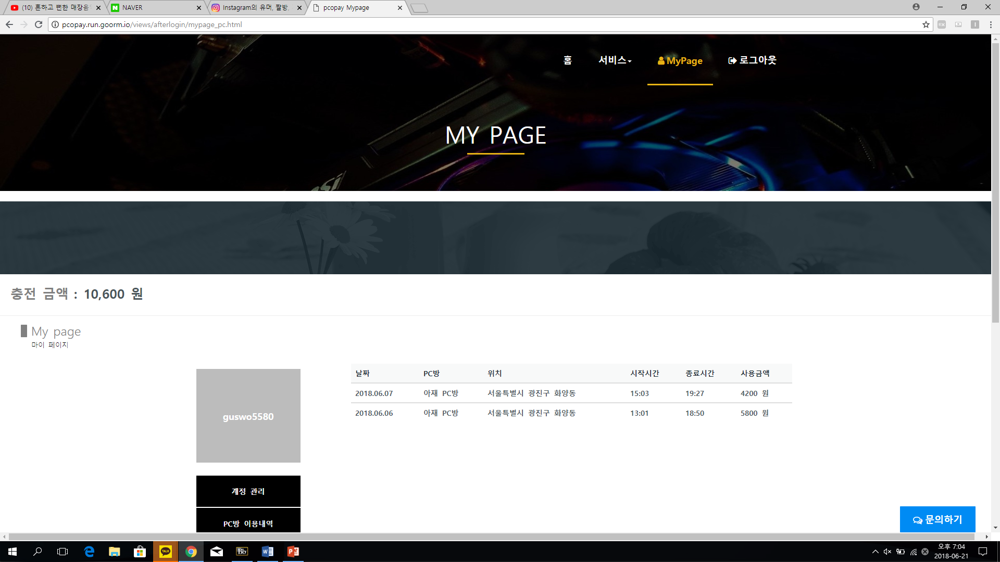 (10) 흔하고 뻔한 매장음악
NAVER
Instagram의 유머, 짤방,
pcopay Mypage
pcopay.run.goorm.io/views/afterlogin/mypage_pc.html
홈
서비스
MyPage
로그아웃
MY PAGE
충전 금액 : 10,600 원
My page
마이 페이지
guswo5580
계정 관리
PC방 이용내역
날짜 PC방 위치 시작시간 종료시간 사용금액
2018.06.07 아재 PC방 서울특별시 광진구 화양동 15:03 19:27 4200 원
2018.06.06 아재 PC방 서울특별시 광진구 화양동 13:01 18:50 5800 원
문의하기
TALK
Bb
오후 7:04
2018-06-21